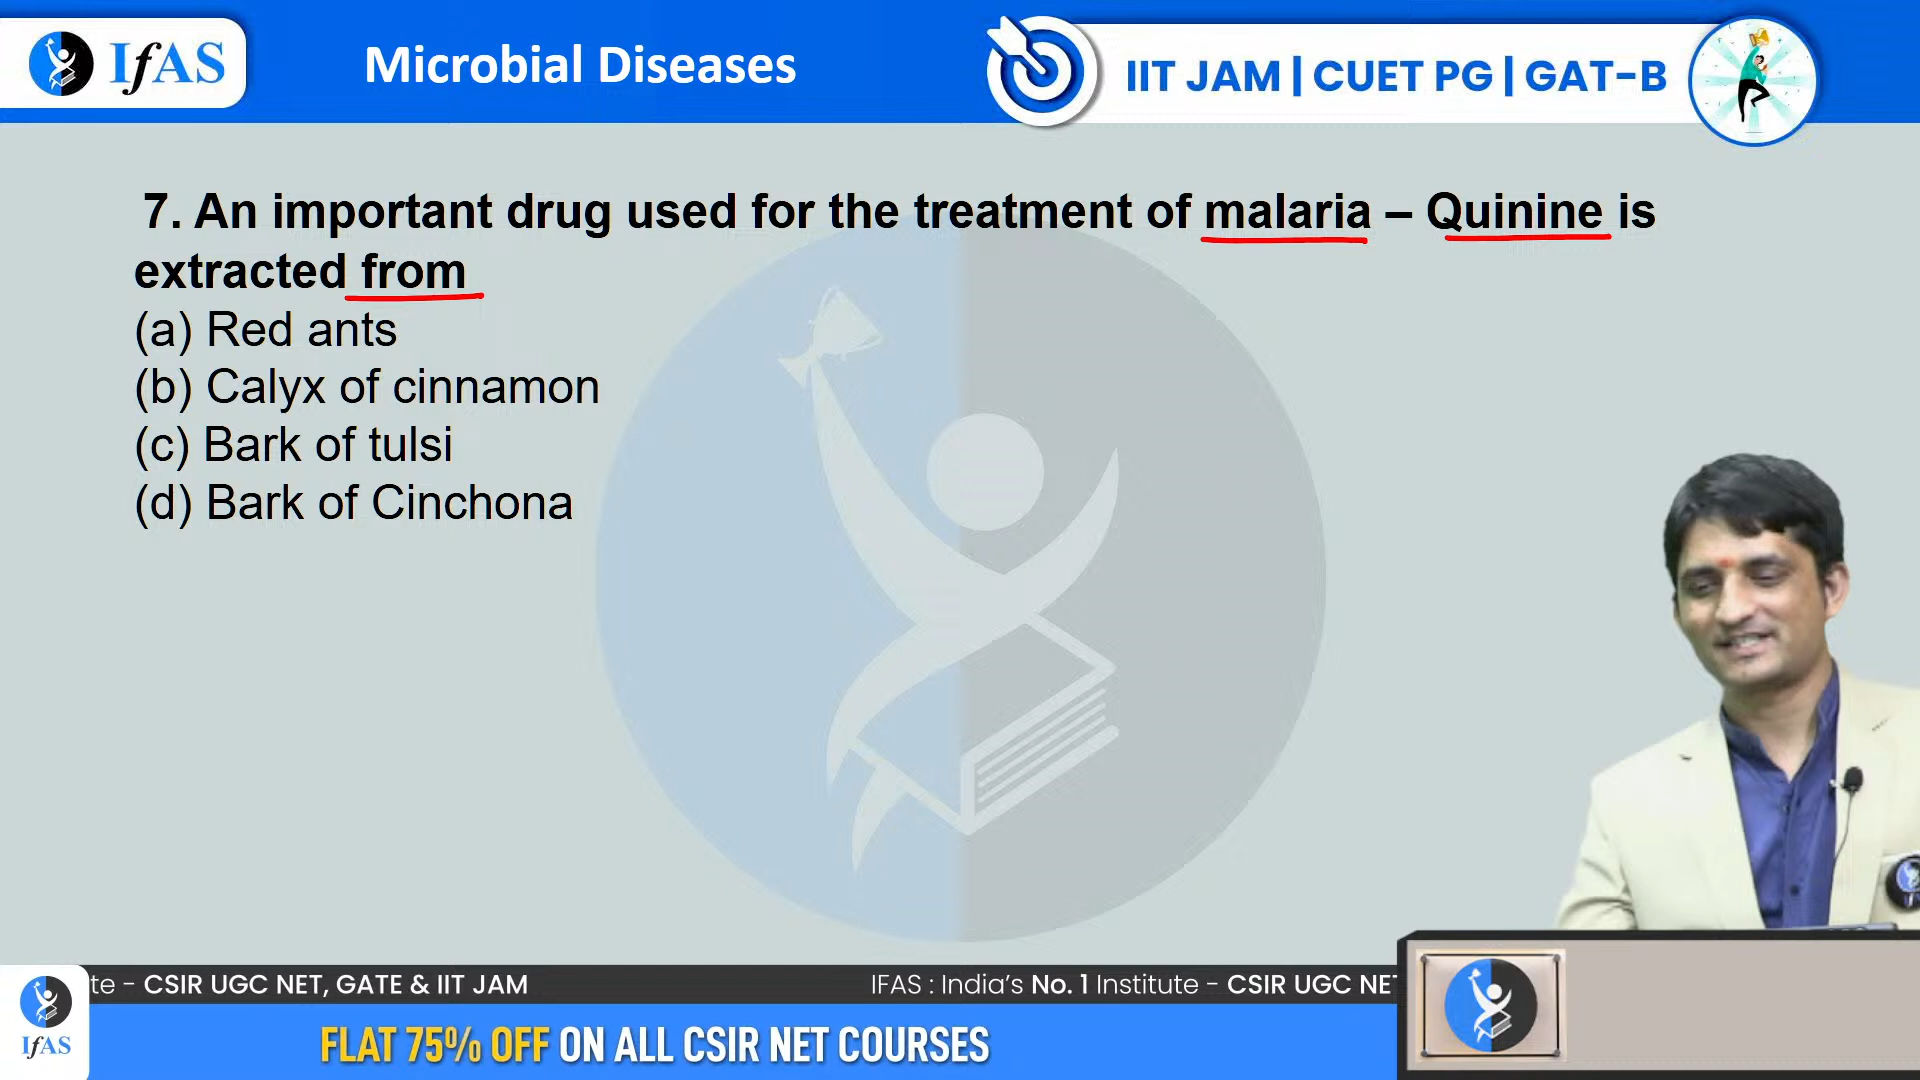 IfAS
Microbial Diseases
IIT JAM | CUET PG | GAT-B
7. An important drug used for the treatment of malaria – Quinine is
extracted from
(a) Red ants
(b) Calyx of cinnamon
(c) Bark of tulsi
(d) Bark of Cinchona
te - CSIR UGC NET, GATE & IIT JAM
IFAS : India's No. 1 Institute - CSIR UGC NET
IfAS
FLAT 75% OFF ON ALL CSIR NET COURSES